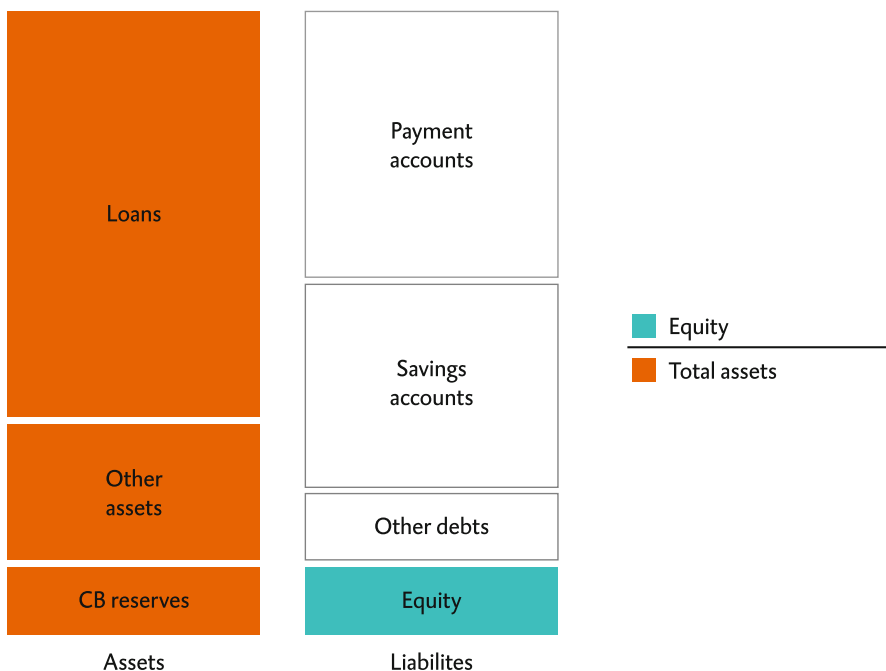 Loans
Other
assets
CB reserves
Assets
Payment
accounts
Savings
accounts
Other debts
Equity
Liabilites
Equity
Total assets